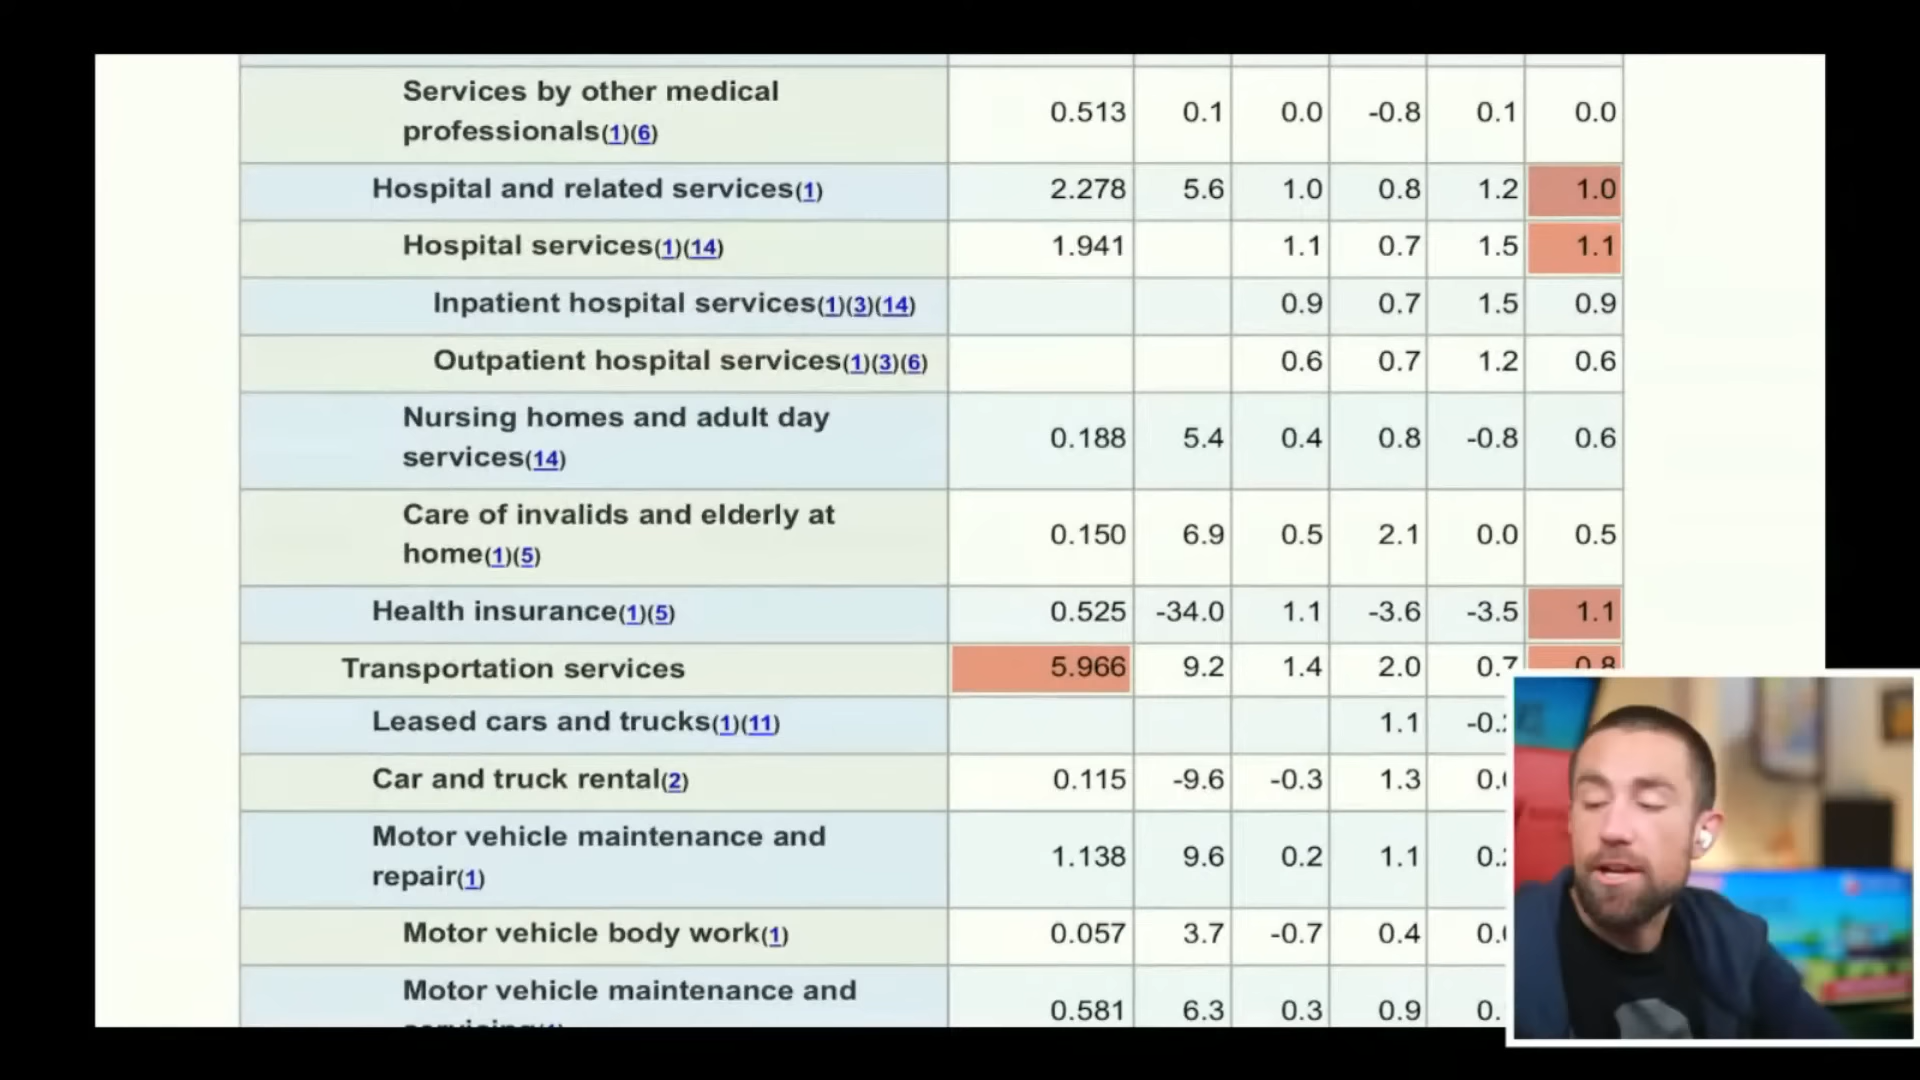 Services by other medical
professionals(1)(6) 0.513 0.1 0.0 -0.8 0.1 0.0
Hospital and related services(1) 2.278 5.6 1.0 0.8 1.2 1.0
Hospital services(1)(14) 1.941 1.1 0.7 1.5 1.1
Inpatient hospital services(1)(3)(14) 0.9 0.7 1.5 0.9
Outpatient hospital services(1)(3)(6) 0.6 0.7 1.2 0.6
Nursing homes and adult day
services(14) 0.188 5.4 0.4 0.8 -0.8 0.6
Care of invalids and elderly at
home(1)(5) 0.150 6.9 0.5 2.1 0.0 0.5
Health insurance(1)(5) 0.525 -34.0 1.1 -3.6 -3.5 1.1
Transportation services 5.966 9.2 1.4 2.0 0.7 0.8
Leased cars and trucks(1)(11) 1.1
Car and truck rental(2) 0.115 -9.6 -0.3 1.3
Motor vehicle maintenance and
repair(1) 1.138 9.6 0.2 1.1
Motor vehicle body work(1) 0.057 3.7 -0.7 0.4
Motor vehicle maintenance and
0.581 6.3 0.3 0.9